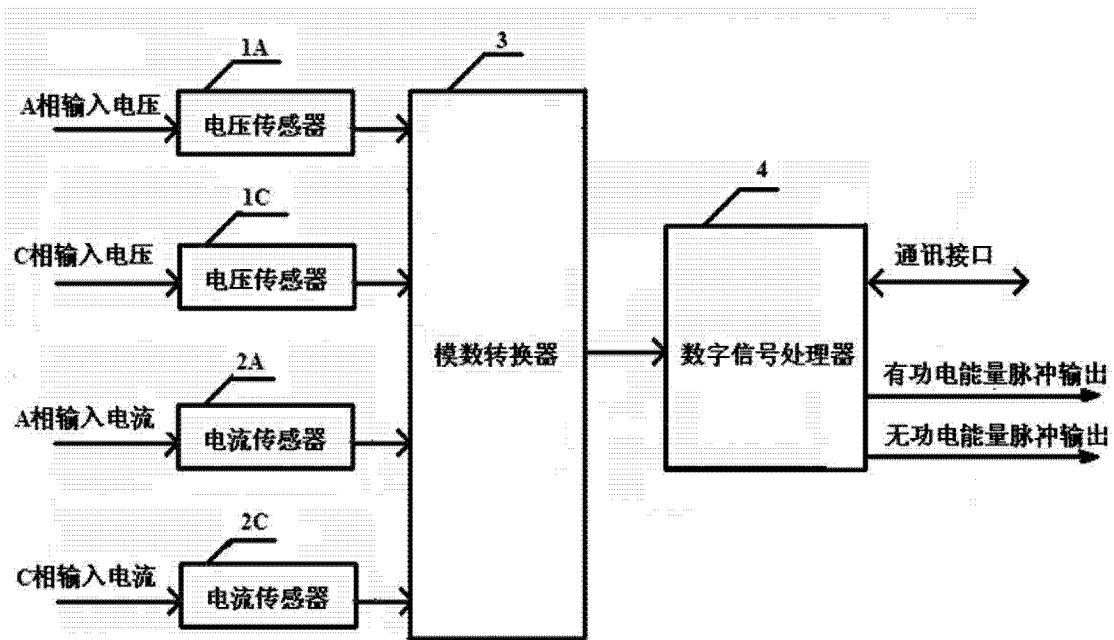 1A
3
A相输入电压
电压传感器
4
1C
C相输入电压
电压传感器
通讯接口
模数转换器
数字信号处理器
2A
有功电能量脉冲输出
A相输入电流
电流传感器
无功电能量脉冲输出
2C
C相输入电流
电流传感器